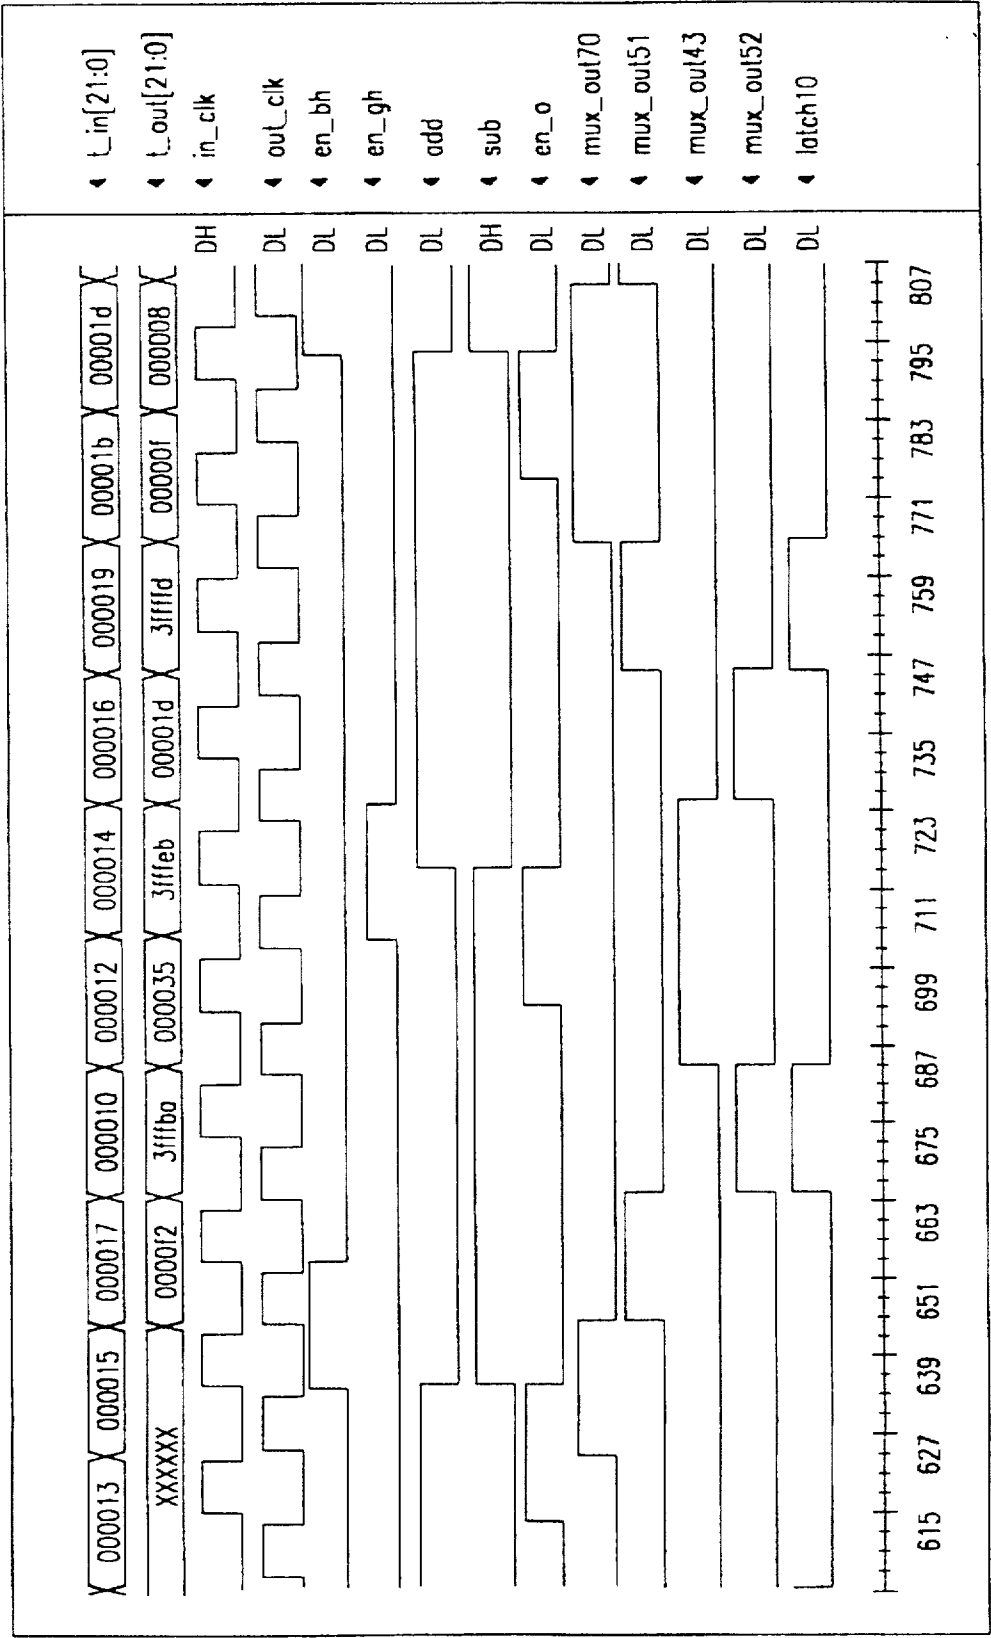 000013 000015 000017 000010 000012 000014 000016 000019 00001b 00001d t_in[21:0]
XXXXXX 0000f2 3fffba 000035 3fffeb 00001d 3ffffd 00000f 000008 t_out[21:0]
DH in_clk
DL out_clk
DL en_bh
DL en_gh
DL add
DH sub
DL en_o
DL mux_out70
DL mux_out51
DL mux_out43
DL mux_out52
DL latch10
615 627 639 651 663 675 687 699 711 723 735 747 759 771 783 795 807